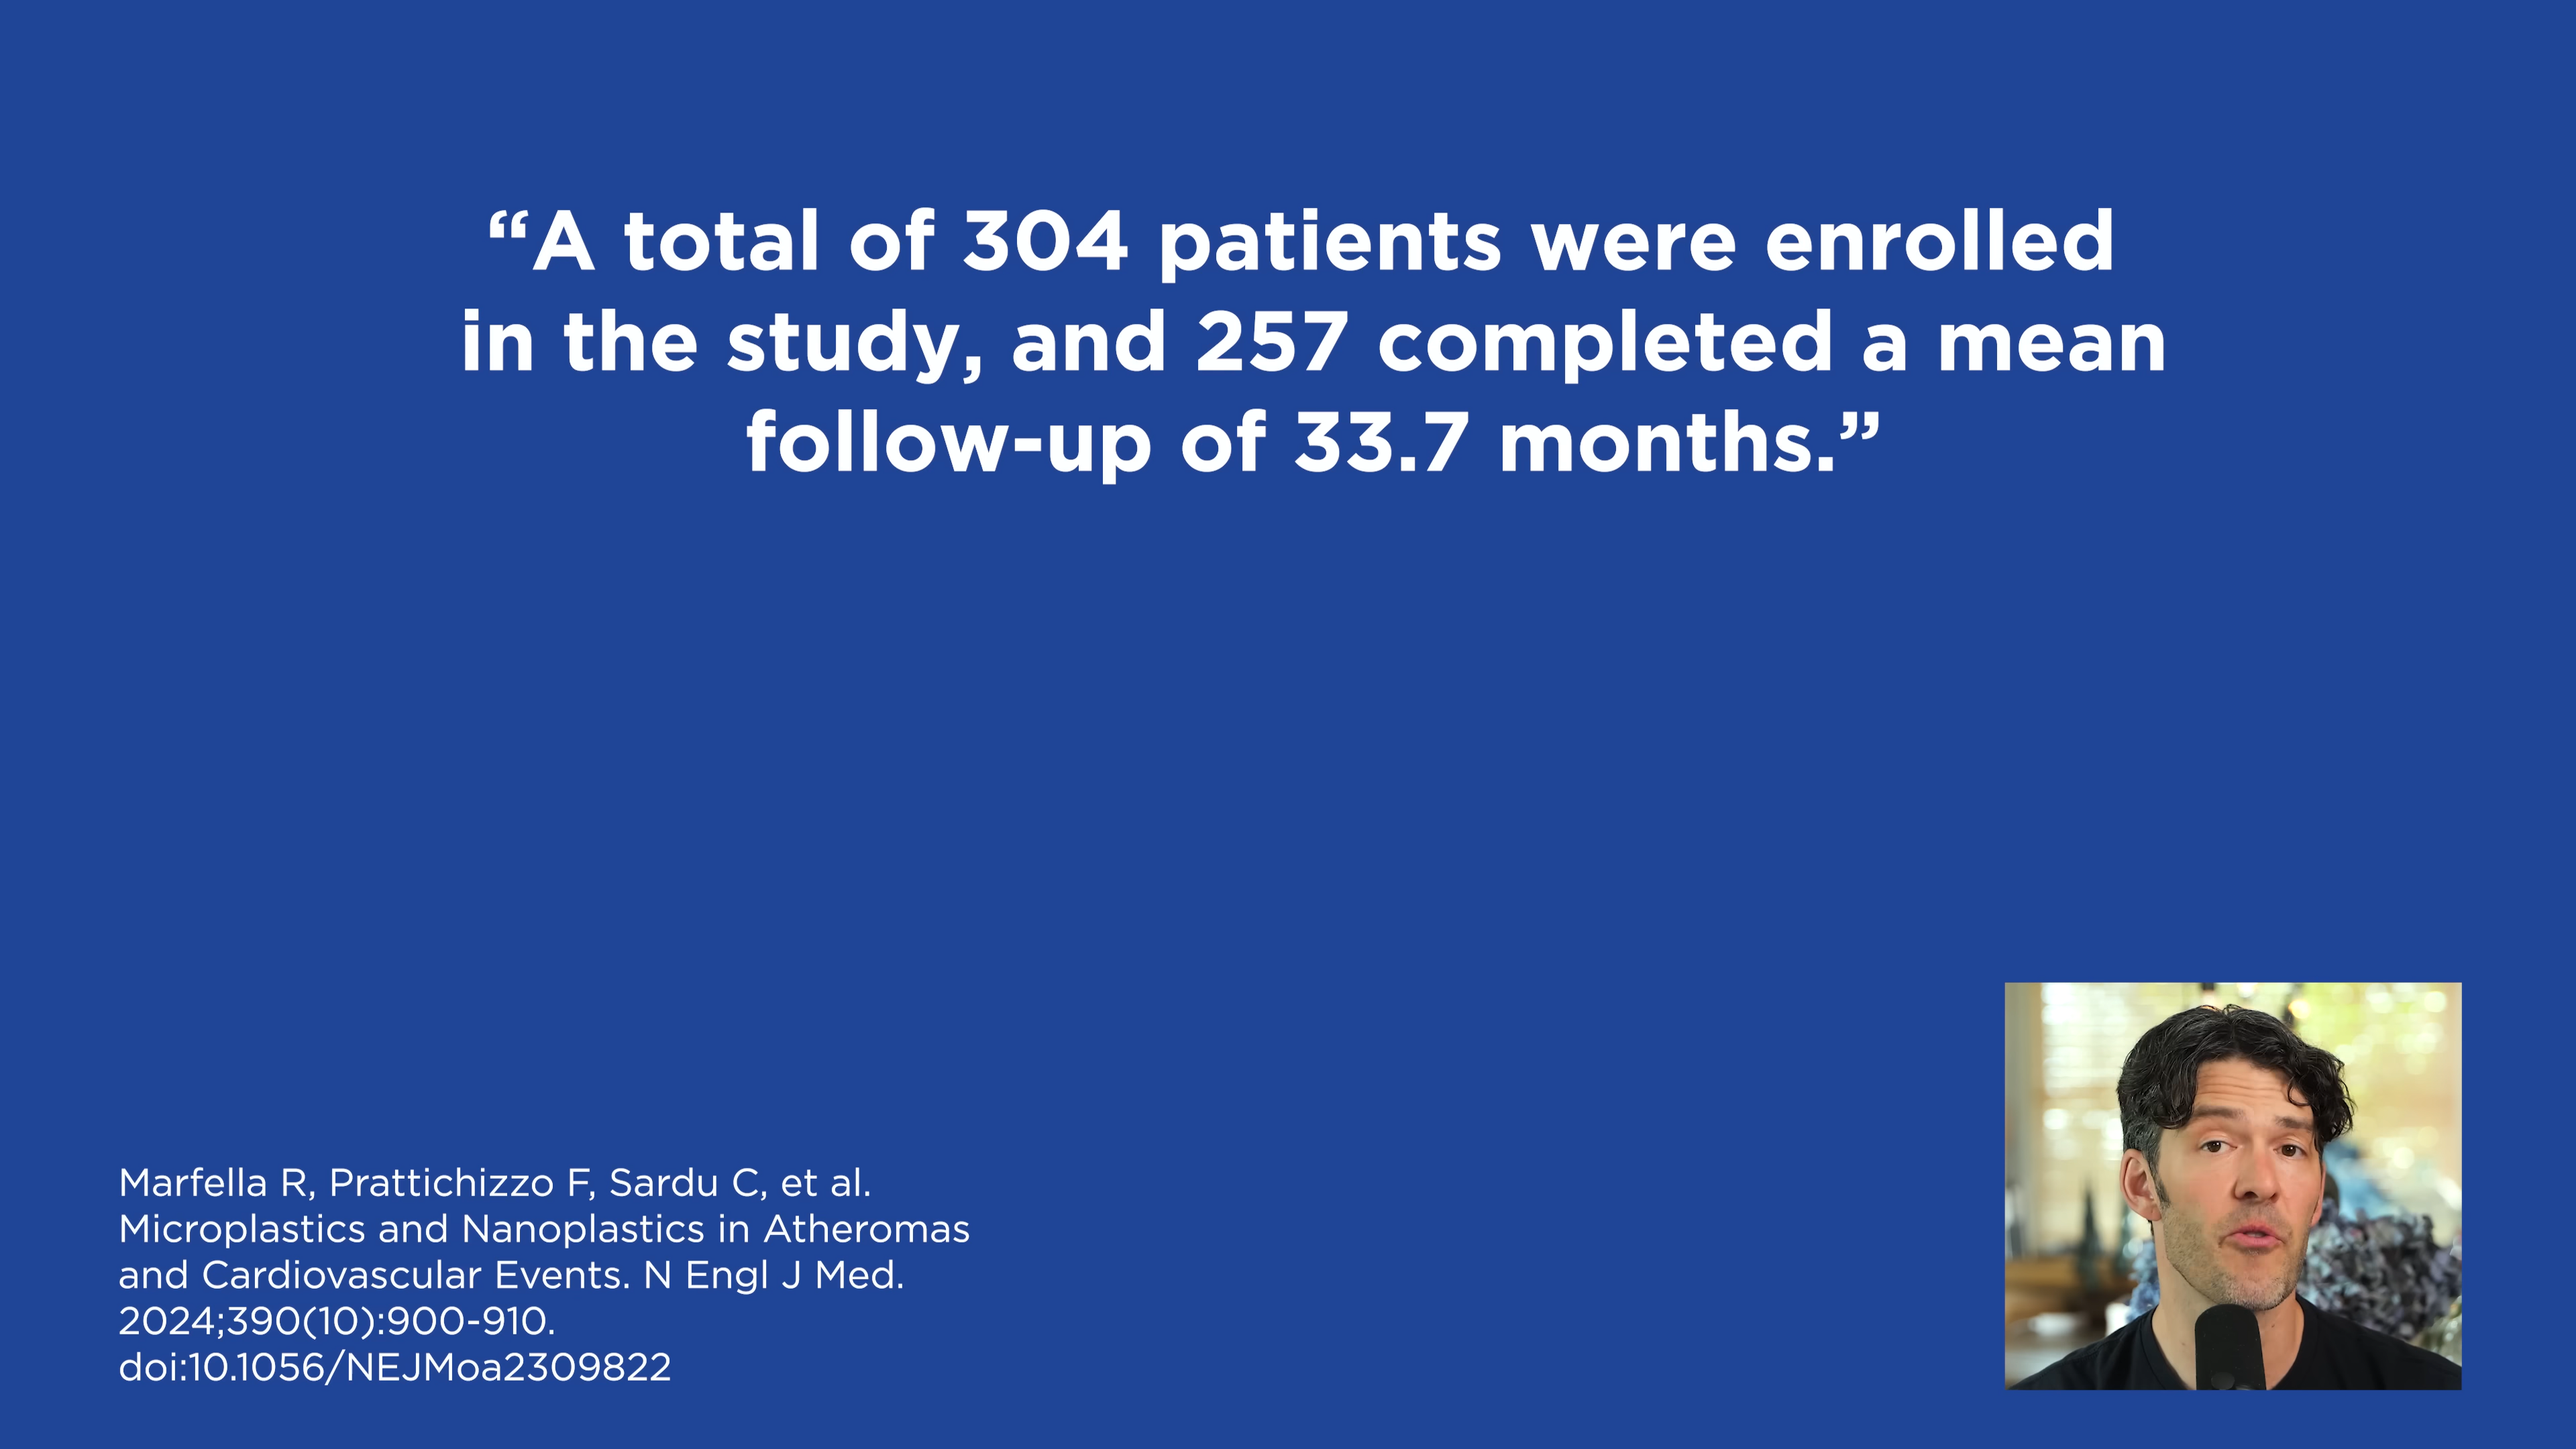 “A total of 304 patients were enrolled
in the study, and 257 completed a mean
follow-up of 33.7 months.”
Marfella R, Prattichizzo F, Sardu C, et al.
Microplastics and Nanoplastics in Atheromas
and Cardiovascular Events. N Engl J Med.
2024;390(10):900-910.
doi:10.1056/NEJMoa2309822